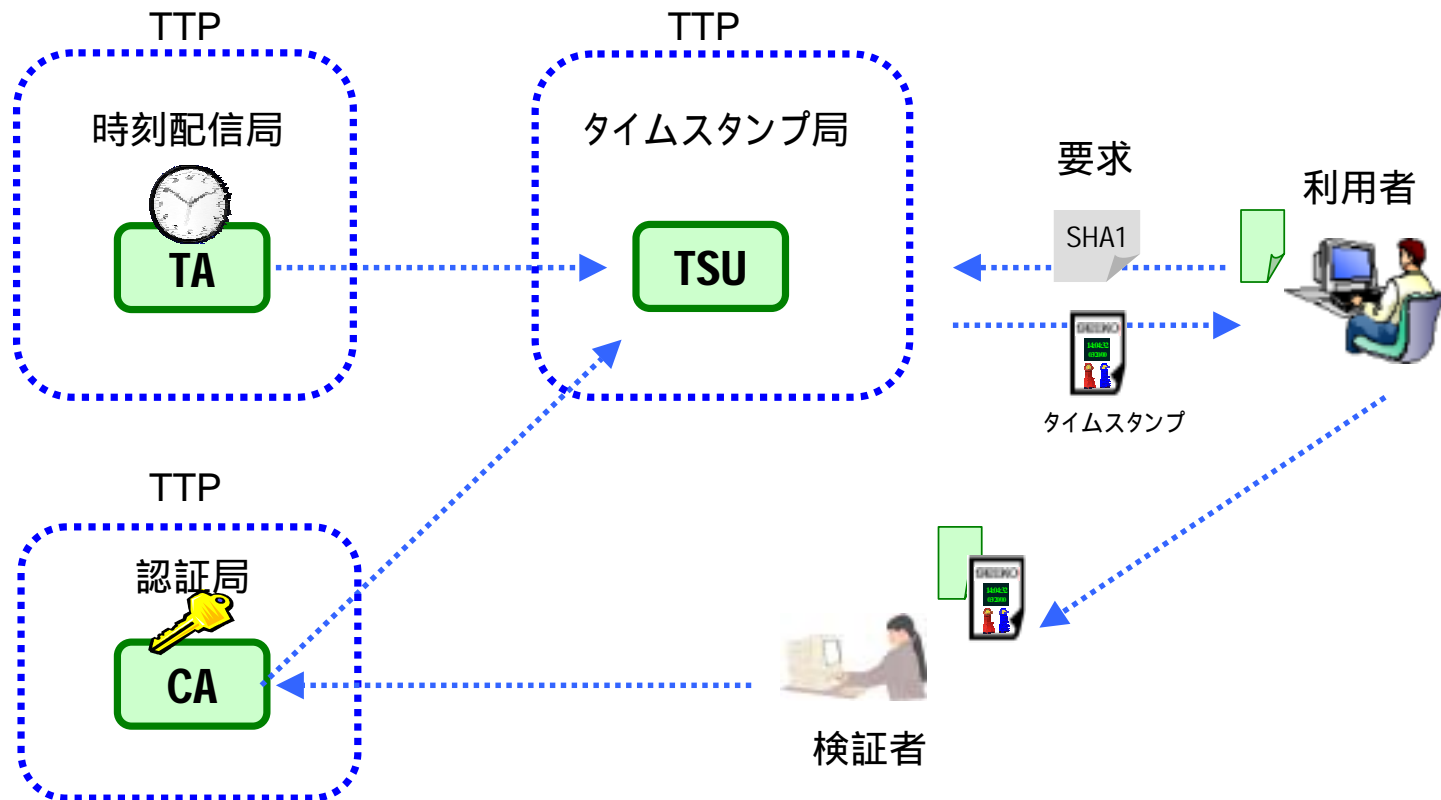 TTP
時刻配信局
TA
TTP
タイムスタンプ局
TSU
要求
SHA1
利用者
SEIKO
タイムスタンプ
TTP
認証局
CA
SEIKO
検証者